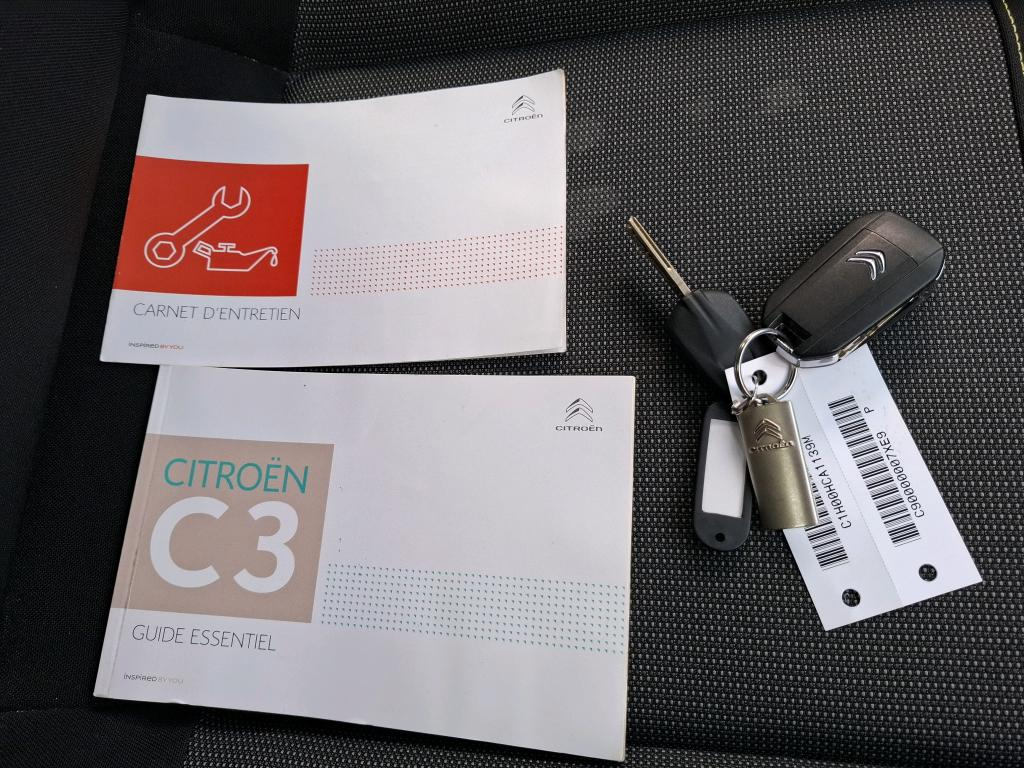 CITROËN
CARNET D'ENTRETIEN
INSPIRED BY YOU
CITROËN
CITROËN
C3
GUIDE ESSENTIEL
INSPIRED BY YOU
CITROËN
C1H00HCA1139M
C900000007XE9 P